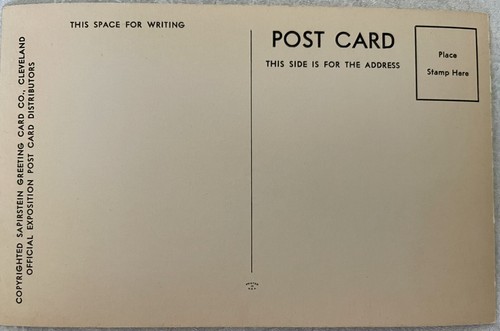 THIS SPACE FOR WRITING
POST CARD
THIS SIDE IS FOR THE ADDRESS
Place
Stamp Here
COPYRIGHTED SAPIRSTEIN GREETING CARD CO., CLEVELAND
OFFICIAL EXPOSITION POST CARD DISTRIBUTORS